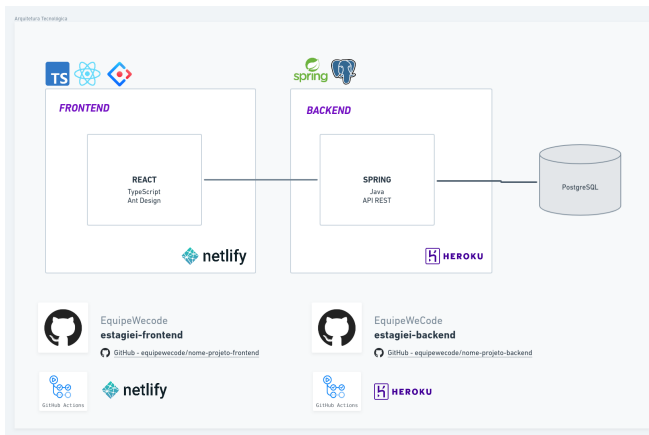 Arquitetura Tecnológica
TS
spring
FRONTEND
BACKEND
REACT
TypeScript
Ant Design
SPRING
Java
API REST
PostgreSQL
netlify
HEROKU
EquipeWecode
estagiei-frontend
GitHub - equipewecode/nome-projeto-frontend
EquipeWeCode
estagiei-backend
GitHub - equipewecode/nome-projeto-backend
GitHub Actions
netlify
GitHub Actions
HEROKU